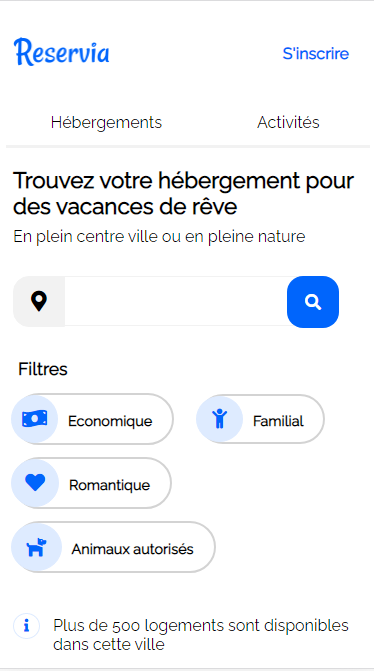 Reservia
S'inscrire
Hébergements
Activités
Trouvez votre hébergement pour
des vacances de rêve
En plein centre ville ou en pleine nature
Filtres
Economique
Familial
Romantique
Animaux autorisés
Plus de 500 logements sont disponibles
dans cette ville